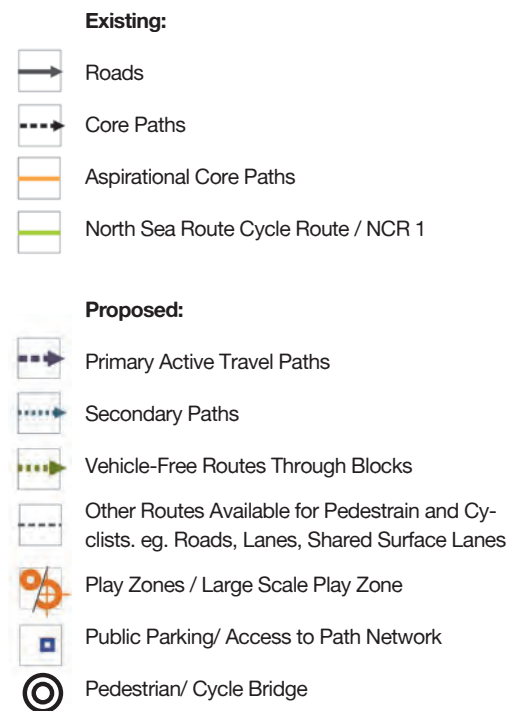 Existing:
Roads
Core Paths
Aspirational Core Paths
North Sea Route Cycle Route / NCR 1
Proposed:
Primary Active Travel Paths
Secondary Paths
Vehicle-Free Routes Through Blocks
Other Routes Available for Pedestrain and Cy-
clists. eg. Roads, Lanes, Shared Surface Lanes
Play Zones / Large Scale Play Zone
Public Parking/ Access to Path Network
Pedestrian/ Cycle Bridge